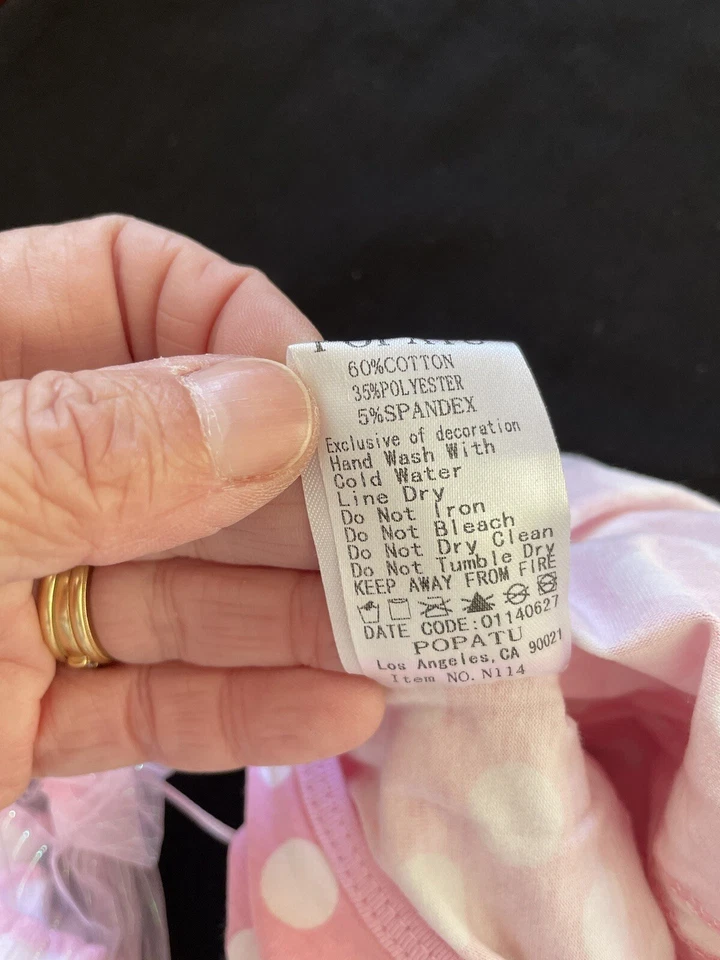 POPATU
60%COTTON
35%POLYESTER
5%SPANDEX
Exclusive of decoration
Hand Wash With
Cold Water
Line Dry
Do Not Iron
Do Not Bleach
Do Not Dry Clean
Do Not Tumble Dry
KEEP AWAY FROM FIRE
DATE CODE:01140627
POPATU
Los Angeles,CA 90021
Item NO. N114